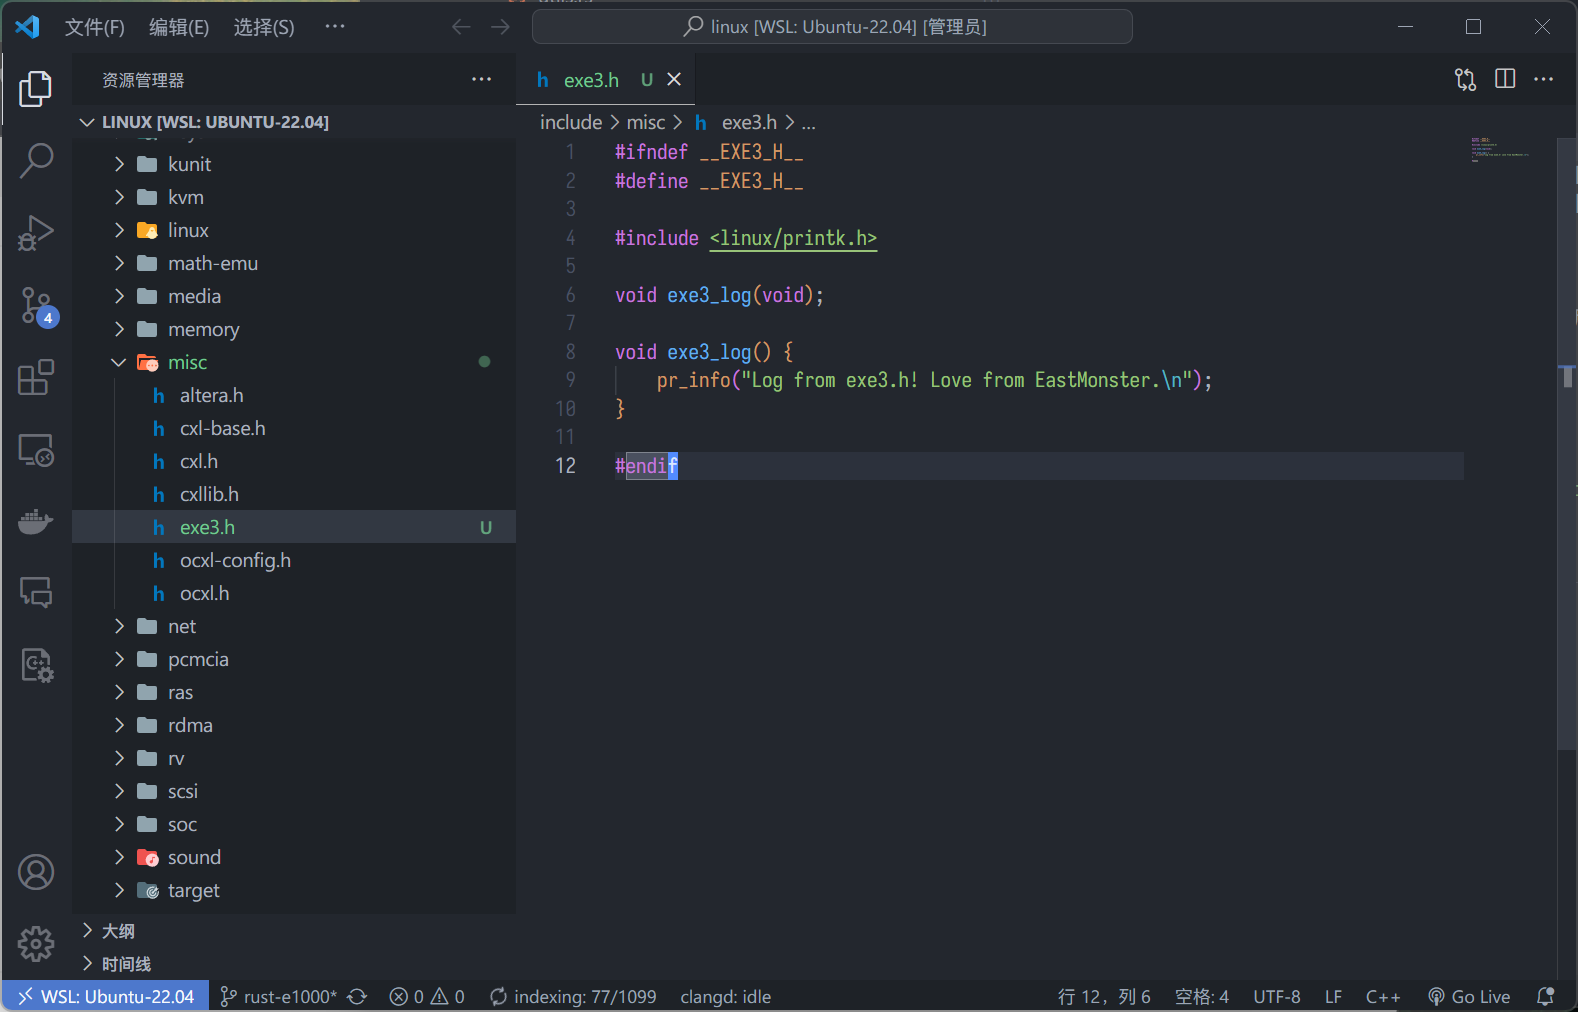 文件(F) 编辑(E) 选择(S) ··· linux [WSL: Ubuntu-22.04] [管理员]
资源管理器 ···
LINUX [WSL: UBUNTU-22.04]
kunit
kvm
linux
math-emu
media
memory
misc
altera.h
cxl-base.h
cxl.h
cxllib.h
exe3.h U
ocxl-config.h
ocxl.h
net
pcmcia
ras
rdma
rv
scsi
soc
sound
target
大纲
时间线
4
h exe3.h U
include > misc > h exe3.h > ...
1 #ifndef __EXE3_H__
2 #define __EXE3_H__
3
4 #include <linux/printk.h>
5
6 void exe3_log(void);
7
8 void exe3_log() {
9 pr_info("Log from exe3.h! Love from EastMonster.\n");
10 }
11
12 #endif
WSL: Ubuntu-22.04 rust-e1000* 0 0 indexing: 77/1099 clangd: idle 行 12，列 6 空格: 4 UTF-8 LF C++ Go Live